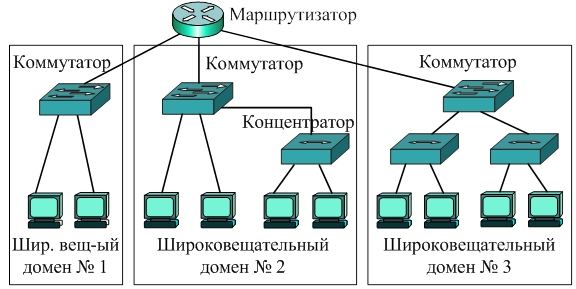 Маршрутизатор
Коммутатор
Коммутатор
Коммутатор
Концентратор
Шир. вещ-ый
домен № 1
Широковещательный
домен № 2
Широковещательный
домен № 3